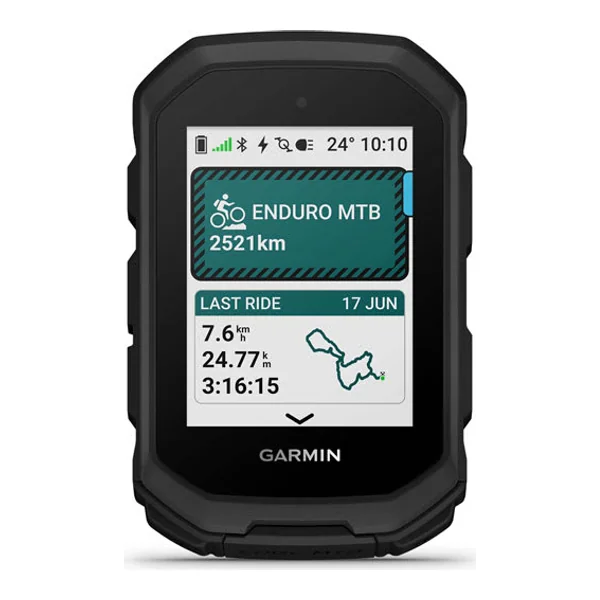 24° 10:10
ENDURO MTB
2521km
LAST RIDE 17 JUN
7.6 km h
24.77 k m
3:16:15
GARMIN